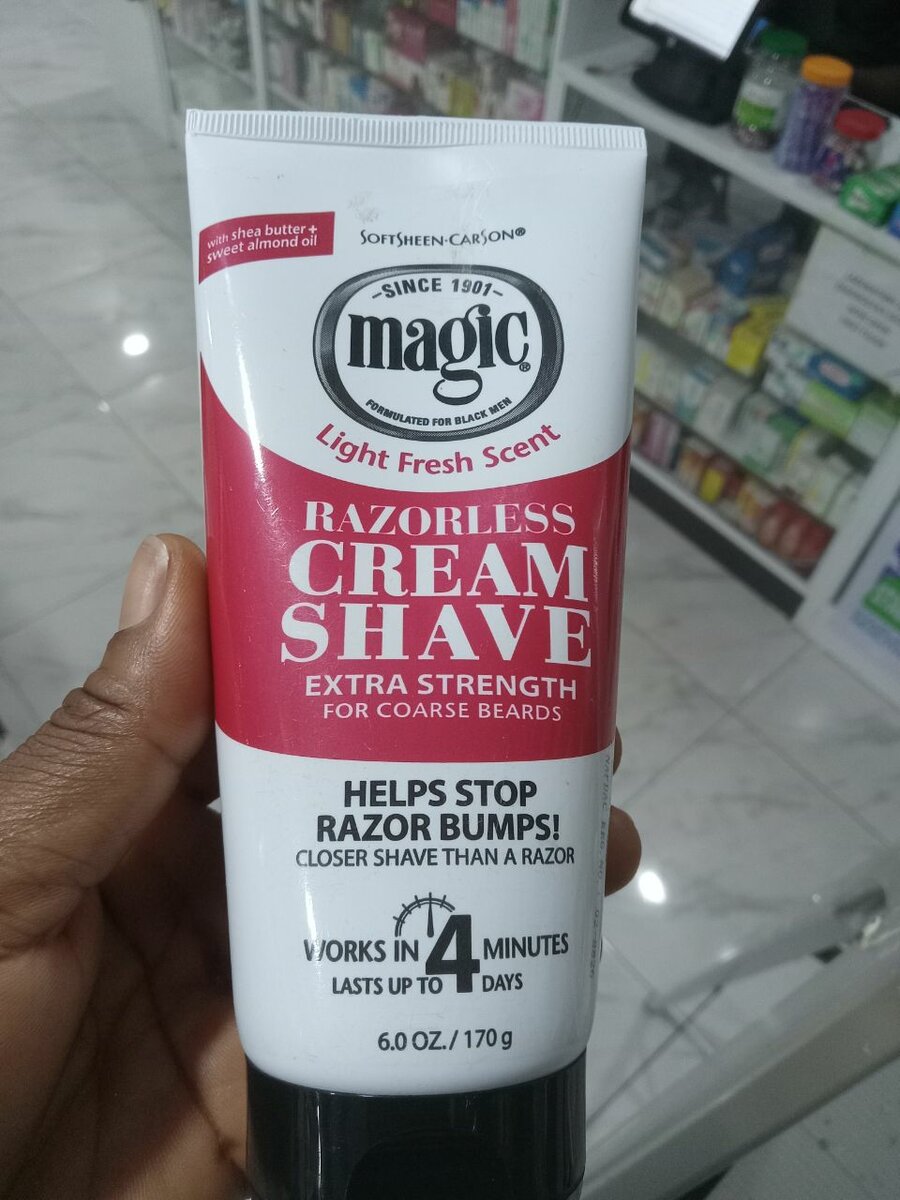 with shea butter +
sweet almond oil
SOFTSHEEN·CARSON®
SINCE 1901
magic®
FORMULATED FOR BLACK MEN
Light Fresh Scent
RAZORLESS
CREAM
SHAVE
EXTRA STRENGTH
FOR COARSE BEARDS
HELPS STOP
RAZOR BUMPS!
CLOSER SHAVE THAN A RAZOR
WORKS IN 4 MINUTES
LASTS UP TO 4 DAYS
6.0 OZ. / 170 g